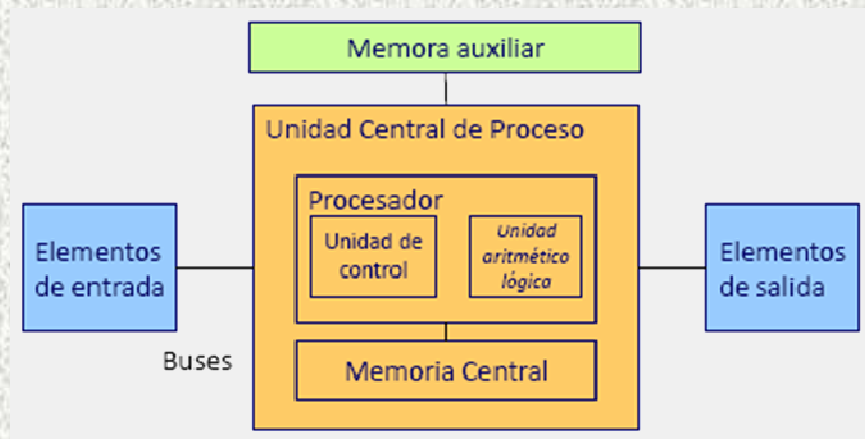 Memora auxiliar
Unidad Central de Proceso
Procesador
Unidad de
control
Unidad
aritmético
lógica
Elementos
de entrada
Elementos
de salida
Buses
Memoria Central